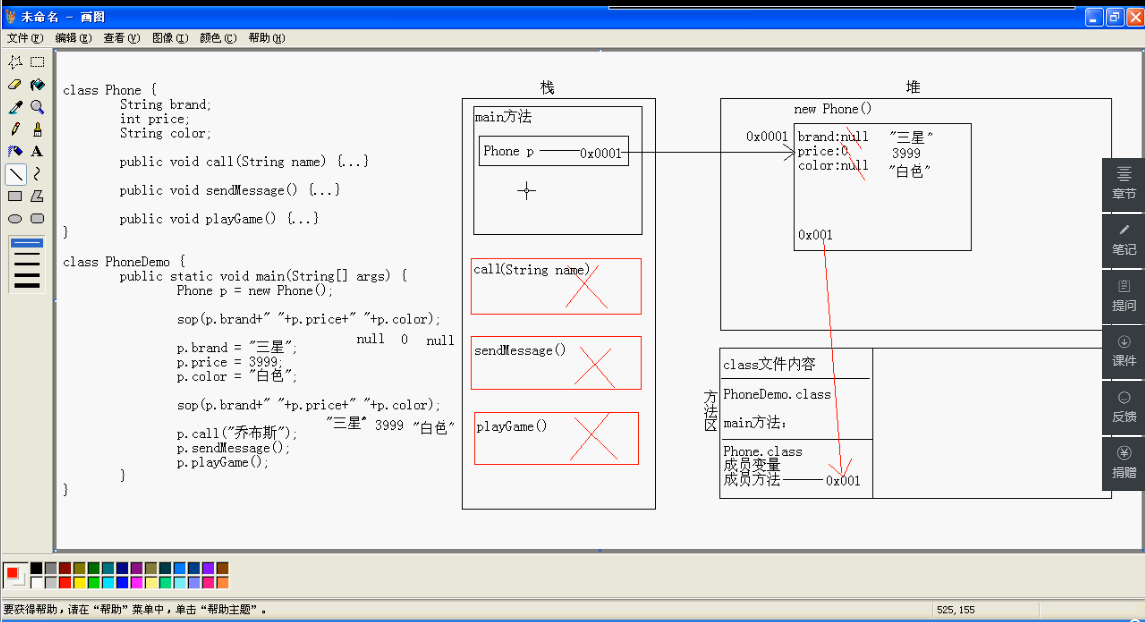 未命名 - 画图
文件(F) 编辑(E) 查看(V) 图像(I) 颜色(C) 帮助(H)
class Phone {
String brand;
int price;
String color;
public void call(String name) {...}
public void sendMessage() {...}
public void playGame() {...}
}
class PhoneDemo {
public static void main(String[] args) {
Phone p = new Phone();
sop(p.brand+" "+p.price+" "+p.color);
null 0 null
p.brand = "三星";
p.price = 3999;
p.color = "白色";
sop(p.brand+" "+p.price+" "+p.color);
"三星" 3999 "白色"
p.call("乔布斯");
p.sendMessage();
p.playGame();
}
}
栈
main方法
Phone p 0x0001
call(String name)
sendMessage()
playGame()
堆
new Phone()
0x0001
brand:null "三星"
price:0 3999
color:null "白色"
0x001
方法区
class文件内容
PhoneDemo.class
main方法:
Phone.class
成员变量
成员方法 0x001
章节
笔记
提问
课件
反馈
捐赠
要获得帮助,请在“帮助”菜单中,单击“帮助主题”。
525,155